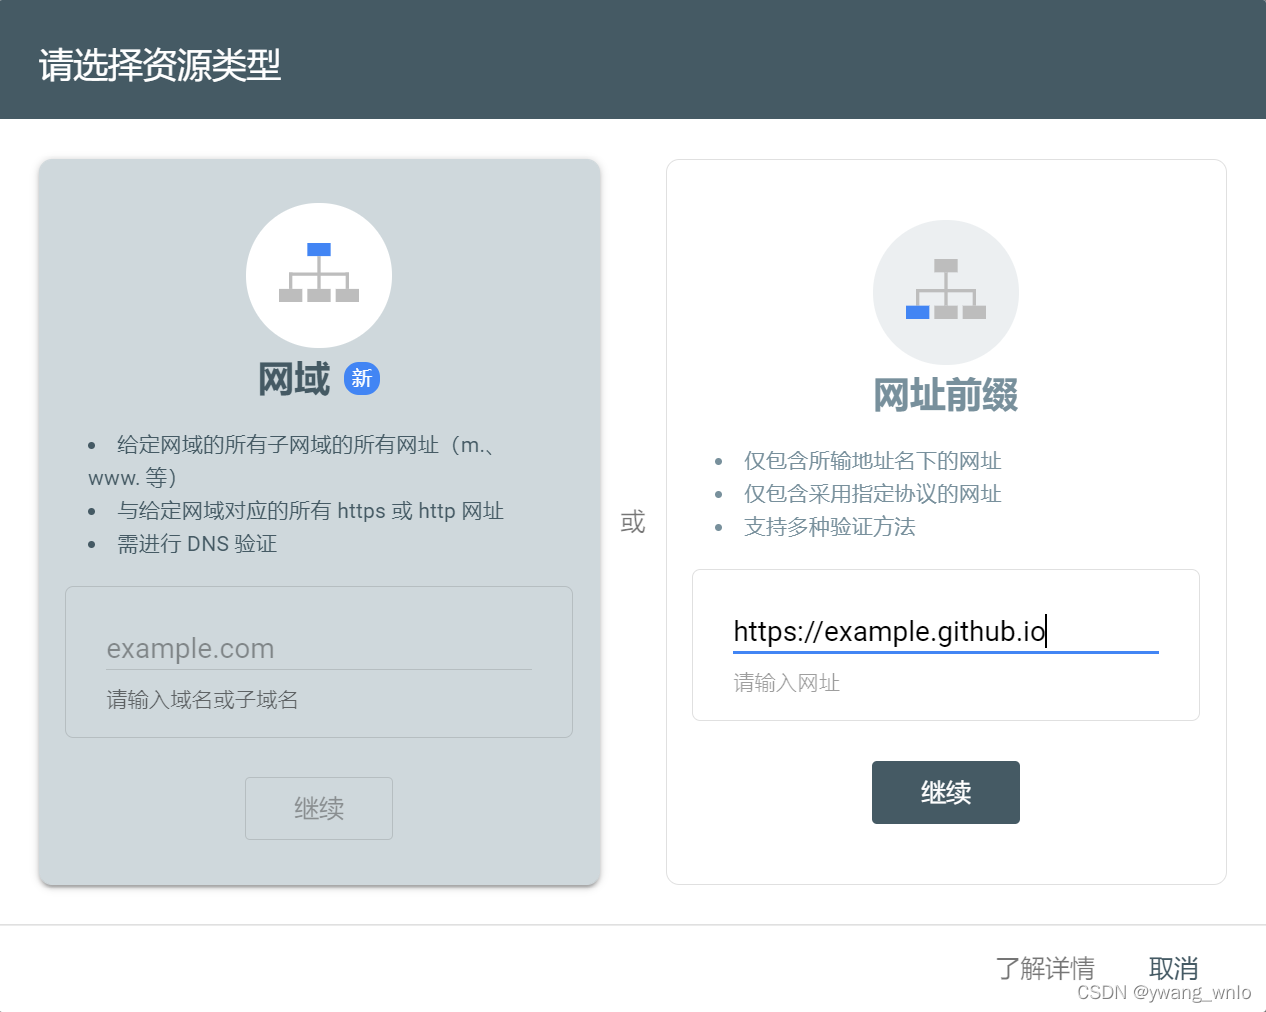 请选择资源类型
网域 新
• 给定网域的所有子网域的所有网址（m.、
www. 等）
• 与给定网域对应的所有 https 或 http 网址
• 需进行 DNS 验证
example.com
请输入域名或子域名
继续
或
网址前缀
• 仅包含所输地址名下的网址
• 仅包含采用指定协议的网址
• 支持多种验证方法
https://example.github.io
请输入网址
继续
了解详情 取消
CSDN @ywang_wnlo